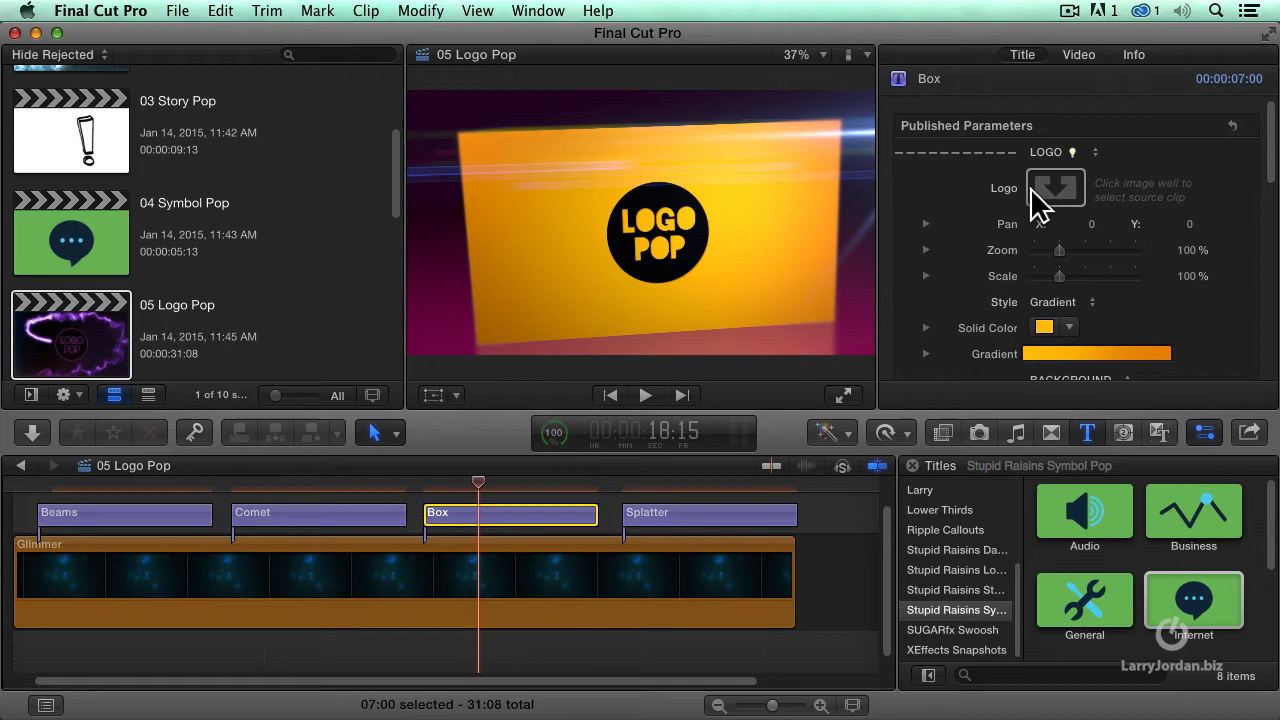 Final Cut Pro File Edit Trim Mark Clip Modify View Window Help 1 1
Final Cut Pro
Hide Rejected
03 Story Pop
Jan 14, 2015, 11:42 AM
00:00:09:13
04 Symbol Pop
Jan 14, 2015, 11:43 AM
00:00:05:13
05 Logo Pop
Jan 14, 2015, 11:45 AM
00:00:31:08
LOGO
POP
1 of 10 s... All
05 Logo Pop 37%
LOGO
POP
Title Video Info
T Box 00:00:07:00
Published Parameters
LOGO
Logo Click image well to
select source clip
Pan X: 0 Y: 0
Zoom 100 %
Scale 100 %
Style Gradient
Solid Color
Gradient
BACKGROUND
100
%
00:00:18:15
HR MIN SEC FR
T
05 Logo Pop
Beams Comet Box Splatter
Glimmer
Titles Stupid Raisins Symbol Pop
Larry
Lower Thirds
Ripple Callouts
Stupid Raisins Da...
Stupid Raisins Lo...
Stupid Raisins St...
Stupid Raisins Sy...
SUGARfx Swoosh
XEffects Snapshots
Audio Business
General Internet
LarryJordan.biz
8 items
07:00 selected - 31:08 total